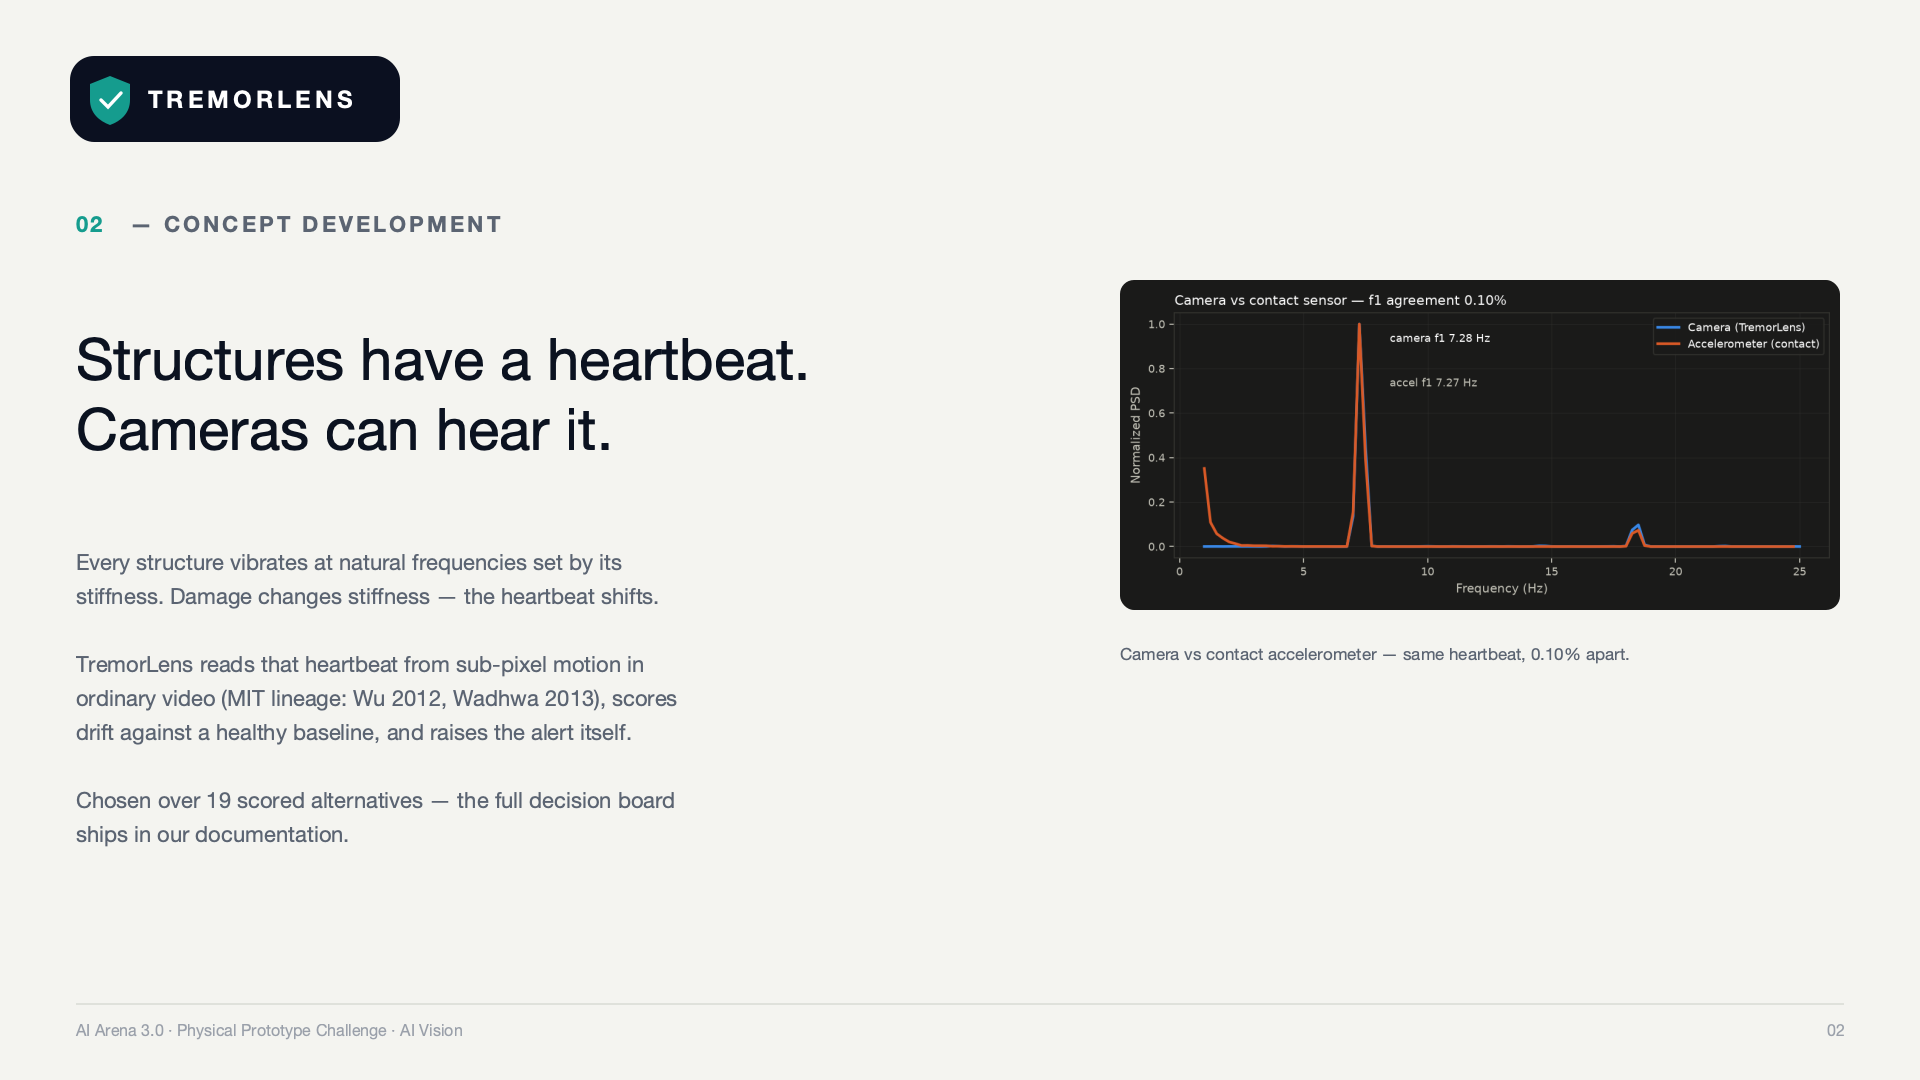 TREMORLENS
02 — CONCEPT DEVELOPMENT
Structures have a heartbeat.
Cameras can hear it.
Every structure vibrates at natural frequencies set by its
stiffness. Damage changes stiffness — the heartbeat shifts.
TremorLens reads that heartbeat from sub-pixel motion in
ordinary video (MIT lineage: Wu 2012, Wadhwa 2013), scores
drift against a healthy baseline, and raises the alert itself.
Chosen over 19 scored alternatives — the full decision board
ships in our documentation.
Camera vs contact sensor — f1 agreement 0.10%
Camera (TremorLens)
Accelerometer (contact)
camera f1 7.28 Hz
accel f1 7.27 Hz
Normalized PSD
1.0
0.8
0.6
0.4
0.2
0.0
0 5 10 15 20 25
Frequency (Hz)
Camera vs contact accelerometer — same heartbeat, 0.10% apart.
AI Arena 3.0 · Physical Prototype Challenge · AI Vision
02